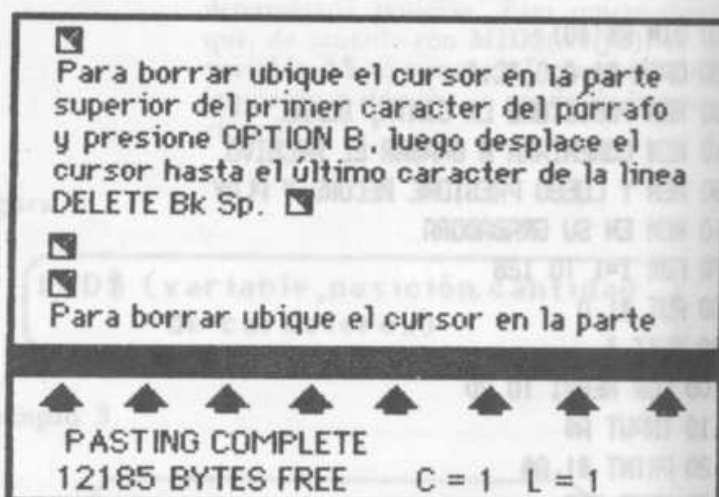 Para borrar ubique el cursor en la parte
superior del primer caracter del párrafo
y presione OPTION B, luego desplace el
cursor hasta el último caracter de la linea
DELETE Bk Sp.
Para borrar ubique el cursor en la parte
PASTING COMPLETE
12185 BYTES FREE C = 1 L = 1